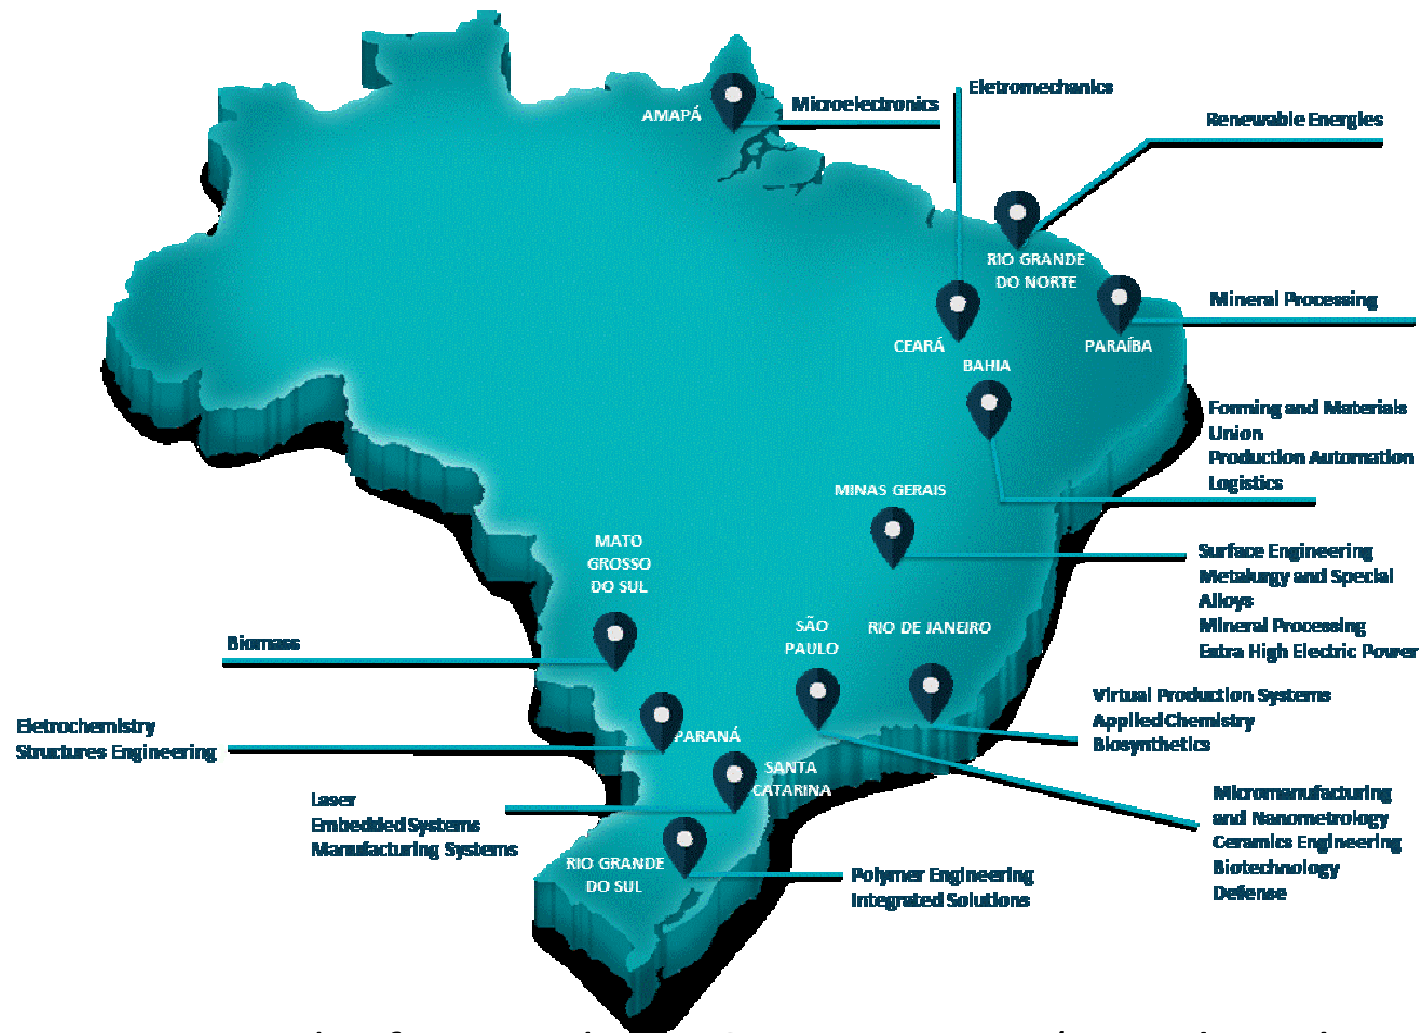 AMAPÁ
Microelectronics
Eletromechanics
Renewable Energies
RIO GRANDE
DO NORTE
Mineral Processing
CEARÁ
PARAÍBA
BAHIA
Forming and Materials
Union
Production Automation
Logistics
MINAS GERAIS
Surface Engineering
Metalurgy and Special
Alloys
Mineral Processing
Extra High Electric Power
MATO
GROSSO
DO SUL
Biomass
SÃO
PAULO
RIO DE JANEIRO
Virtual Production Systems
Applied Chemistry
Biosynthetics
Eletrochemistry
Structures Engineering
PARANÁ
SANTA
CATARINA
Laser
Embedded Systems
Manufacturing Systems
Micromanufacturing
and Nanometrology
Ceramics Engineering
Biotechnology
Defense
RIO GRANDE
DO SUL
Polymer Engineering
Integrated Solutions